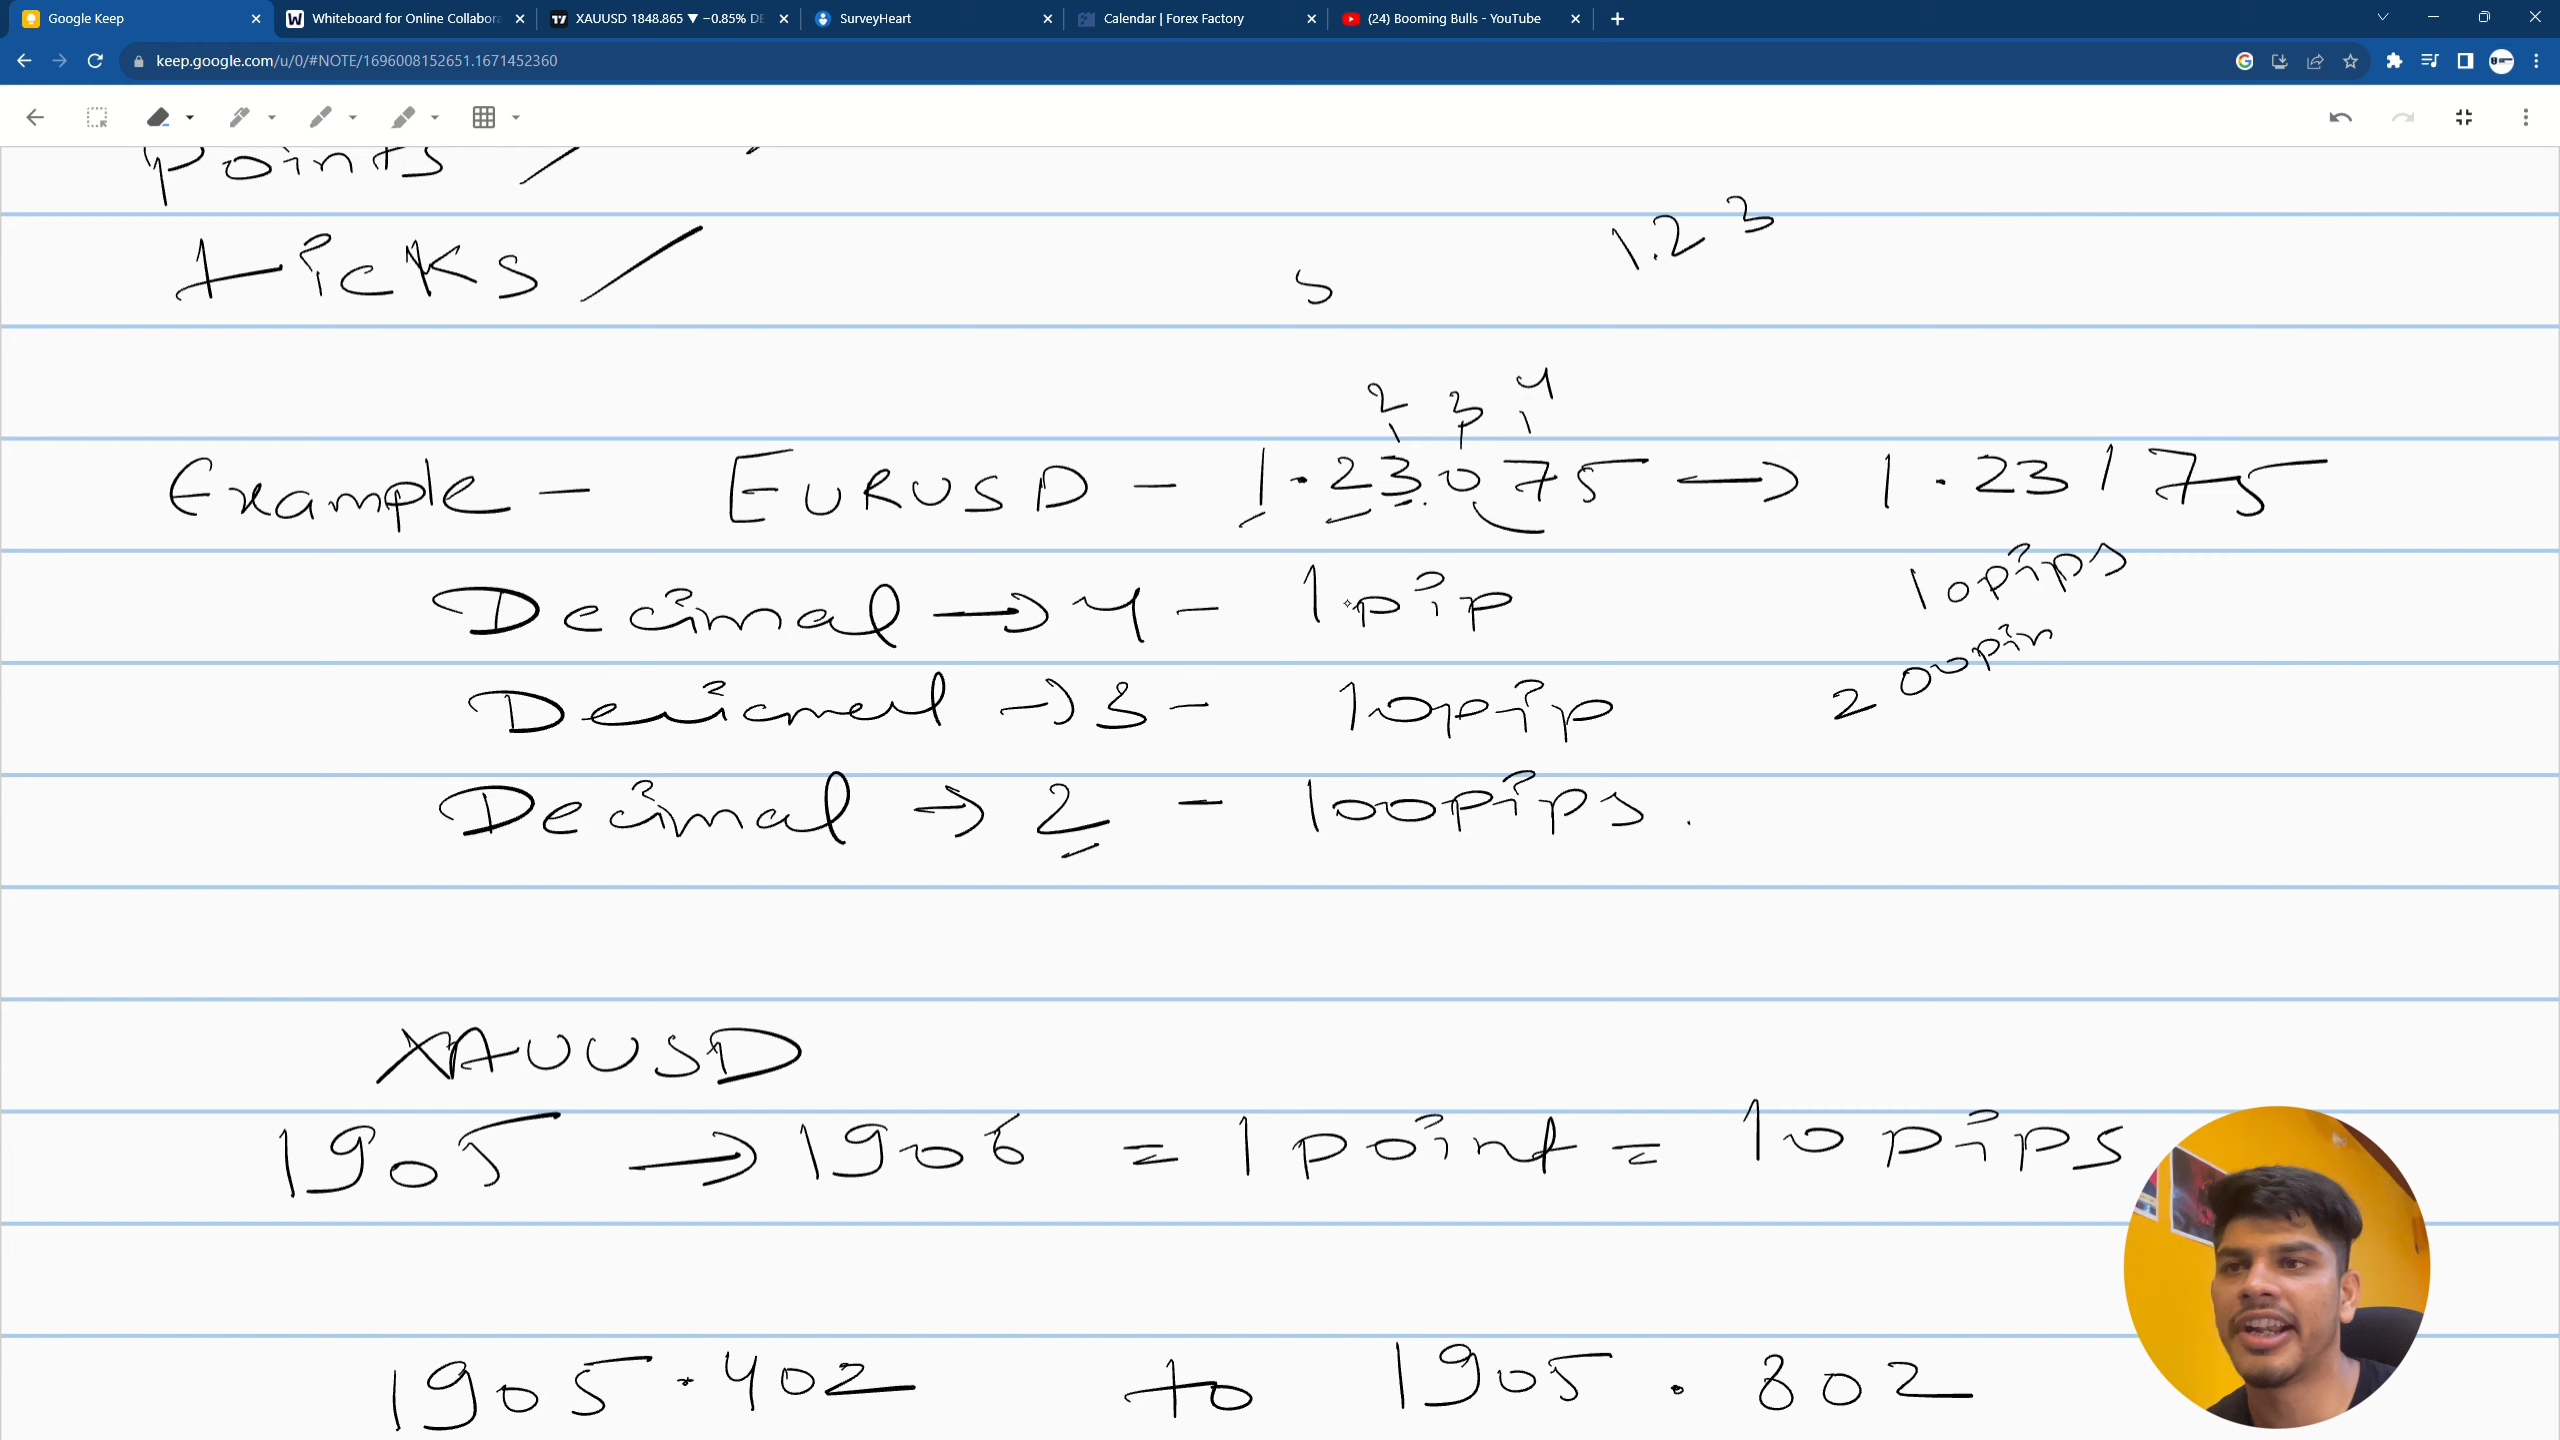 Google Keep
Whiteboard for Online Collabora
XAUUSD 1848.865 ▼ −0.85% DE
SurveyHeart
Calendar | Forex Factory
(24) Booming Bulls - YouTube
keep.google.com/u/0/#NOTE/1696008152651.1671452360
points /
ticks /
1.23
2 3 4
Example - EURUSD - 1.23075 → 1.23175
Decimal → 4 - 1pip
10pips
Decimal → 3 - 10pip
200pip
Decimal → 2 - 100pips.
XAUUSD
1905 → 1906 = 1 point = 10 pips
1905.402 to 1905.802